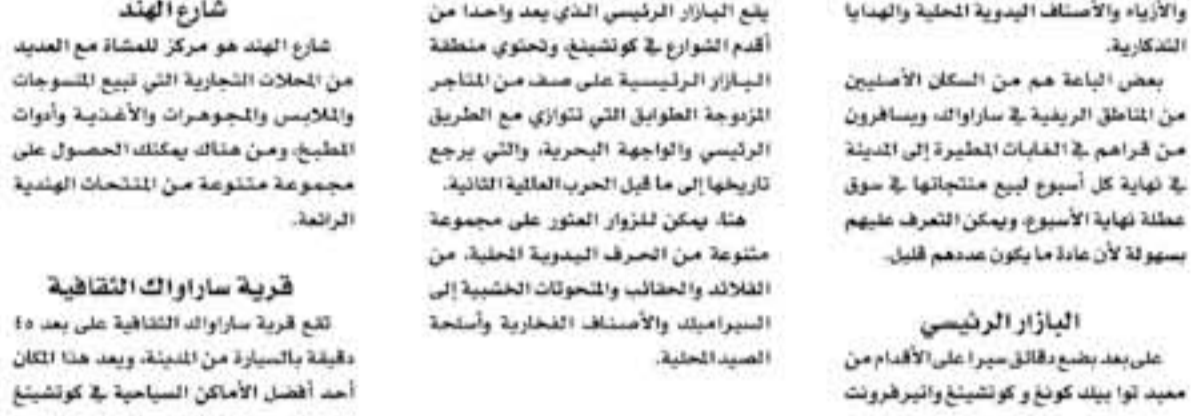 والأزياء والأصناف اليدوية المحلية والهدايا
التذكارية.
بعض الباعة هم من السكان الأصليين
من المناطق الريفية في ساراواك، ويسافرون
من قراهم في الغابات المطيرة إلى المدينة
في نهاية كل أسبوع لبيع منتجاتها في سوق
عطلة نهاية الأسبوع، ويمكن التعرف عليهم
بسهولة لأن عادة ما يكون عددهم قليل.
البازار الرئيسي
على بعد بضع دقائق سيرا على الأقدام من
معبد توا بيك كونغ و كوتشينغ واتيرفرونت
يقع البازار الرئيسي الذي يعد واحدا من
أقدم الشوارع في كوتشينغ، وتحتوي منطقة
البازار الرئيسية على صف من المتاجر
المزدوجة الطوابق التي تتوازي مع الطريق
الرئيسي والواجهة البحرية، والتي يرجع
تاريخها إلى ما قبل الحرب العالمية الثانية.
هنا، يمكن للزوار العثور على مجموعة
متنوعة من الحرف اليدوية المحلية، من
القلائد والحقائب والمنحوتات الخشبية إلى
السيراميك والأصناف الفخارية وأسلحة
الصيد المحلية.
شارع الهند
شارع الهند هو مركز للمشاة مع العديد
من المحلات التجارية التي تبيع المنسوجات
والملابس والمجوهرات والأغذية وأدوات
المطبخ، ومن هناك يمكنك الحصول على
مجموعة متنوعة من المنتجات الهندية
الرائعة.
قرية ساراواك الثقافية
تقع قرية ساراواك الثقافية على بعد ٤٥
دقيقة بالسيارة من المدينة، ويعد هذا المكان
أحد أفضل الأماكن السياحية في كوتشينغ